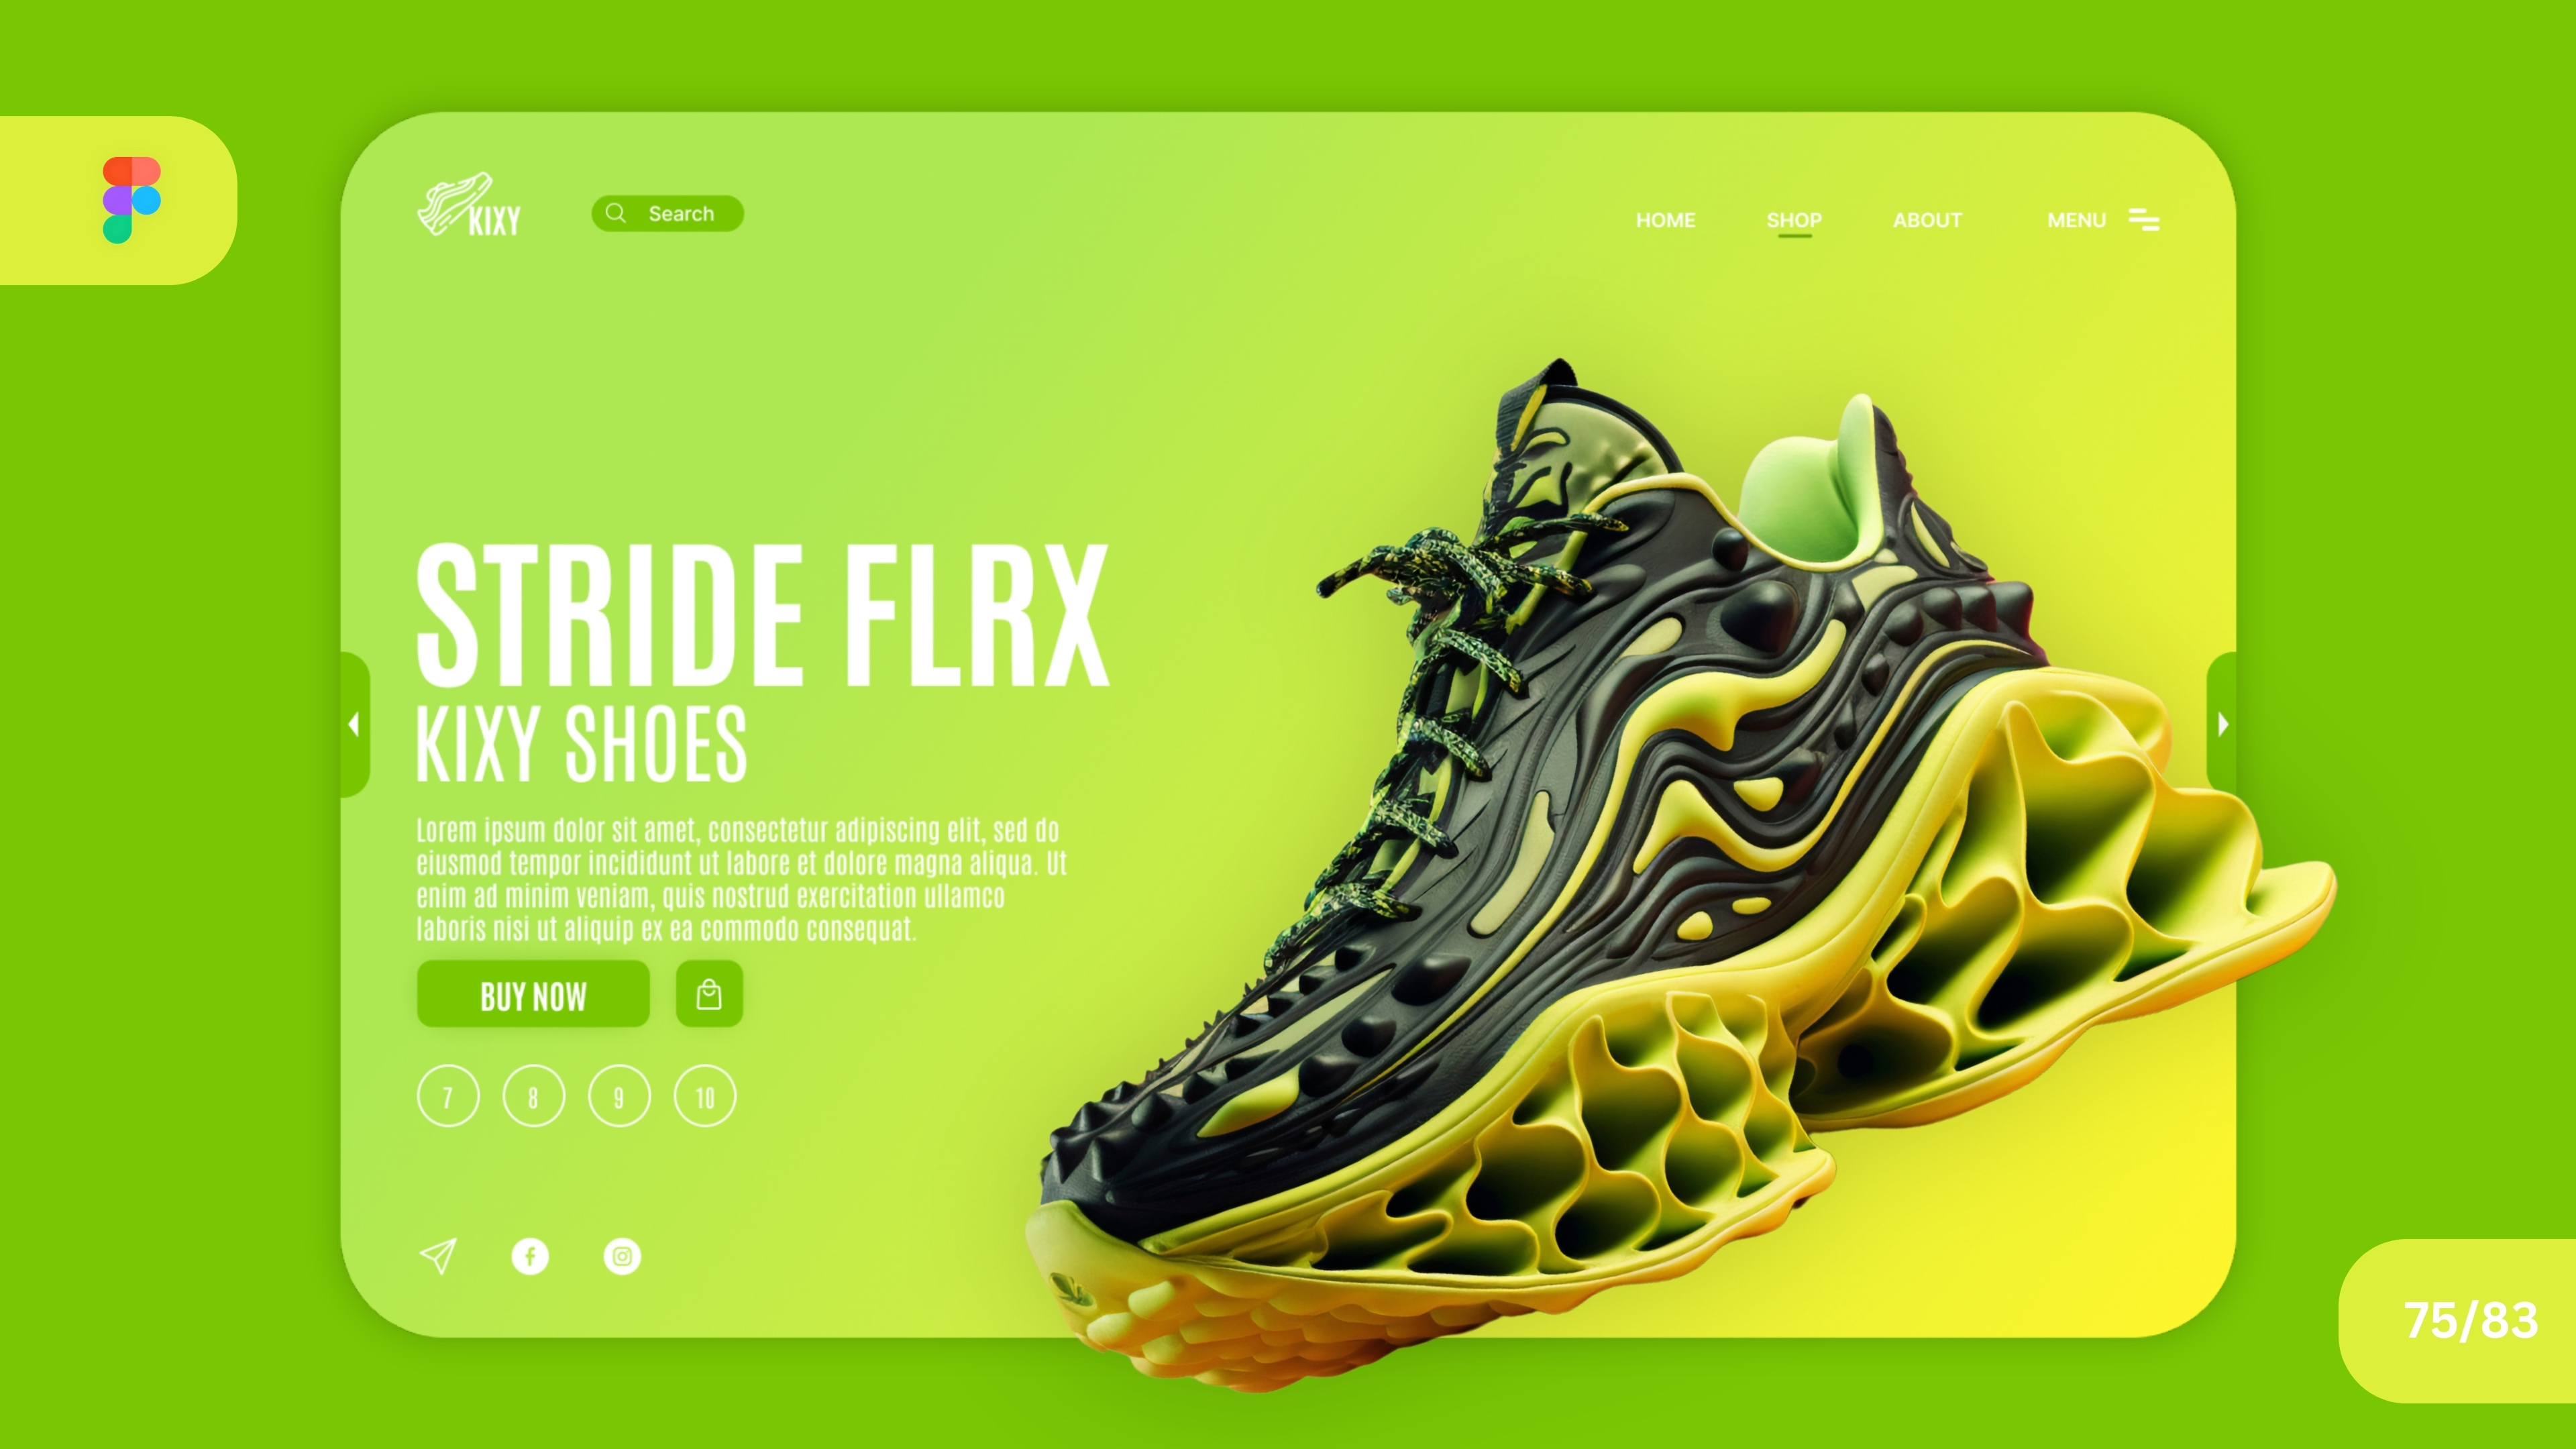 KIXY
Search
HOME SHOP ABOUT MENU
STRIDE FLRX
KIXY SHOES
Lorem ipsum dolor sit amet, consectetur adipiscing elit, sed do
eiusmod tempor incididunt ut labore et dolore magna aliqua. Ut
enim ad minim veniam, quis nostrud exercitation ullamco
laboris nisi ut aliquip ex ea commodo consequat.
BUY NOW
7 8 9 10
75/83